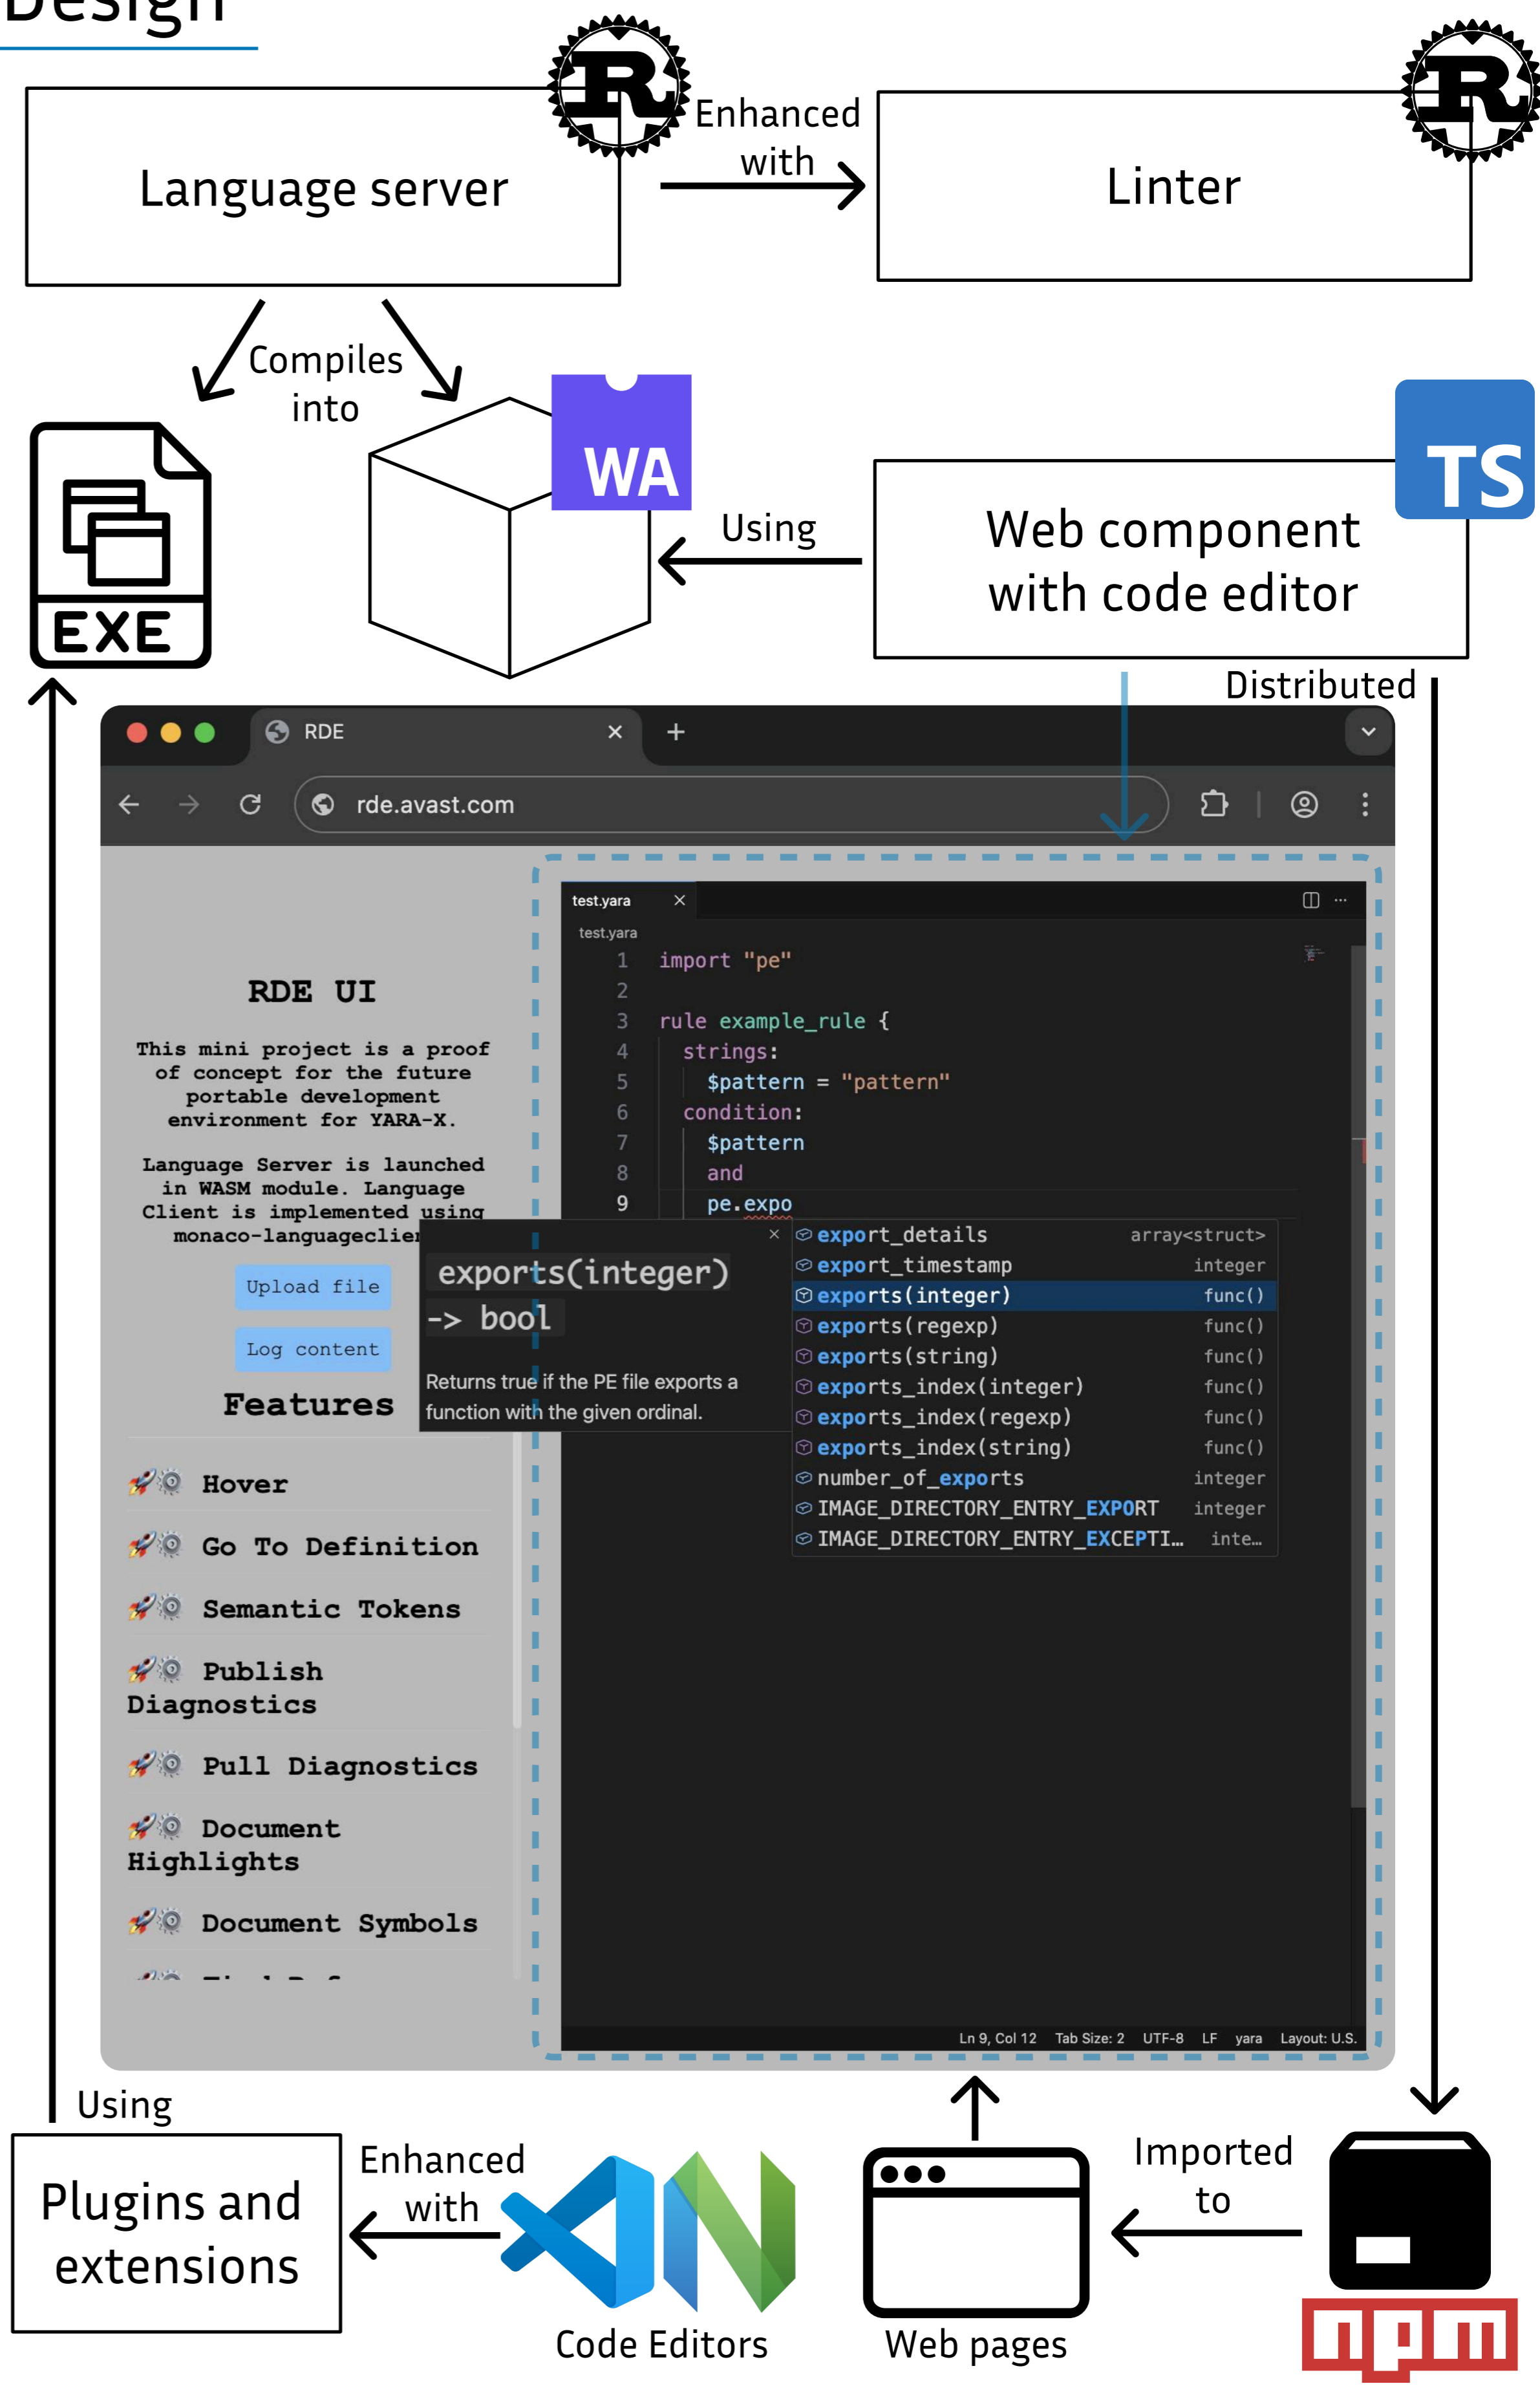 Design
Language server
Enhanced
with
Linter
Compiles
into
WA
EXE
Using
TS
Web component
with code editor
Distributed
RDE
rde.avast.com
RDE UI
This mini project is a proof
of concept for the future
portable development
environment for YARA-X.
Language Server is launched
in WASM module. Language
Client is implemented using
Upload file
Log content
Features
Hover
Go To Definition
Semantic Tokens
Publish
Diagnostics
Pull Diagnostics
Document
Highlights
Document Symbols
test.yara
test.yara
1 import "pe"
2
3 rule example_rule {
4 strings:
5 $pattern = "pattern"
6 condition:
7 $pattern
8 and
9 pe.expo
exports(integer)
-> bool
Returns true if the PE file exports a
function with the given ordinal.
export_details array<struct>
export_timestamp integer
exports(integer) func()
exports(regexp) func()
exports(string) func()
exports_index(integer) func()
exports_index(regexp) func()
exports_index(string) func()
number_of_exports integer
IMAGE_DIRECTORY_ENTRY_EXPORT integer
IMAGE_DIRECTORY_ENTRY_EXCEPTI… inte…
Ln 9, Col 12 Tab Size: 2 UTF-8 LF yara Layout: U.S.
Using
Plugins and
extensions
Enhanced
with
Code Editors
Web pages
Imported
to
npm